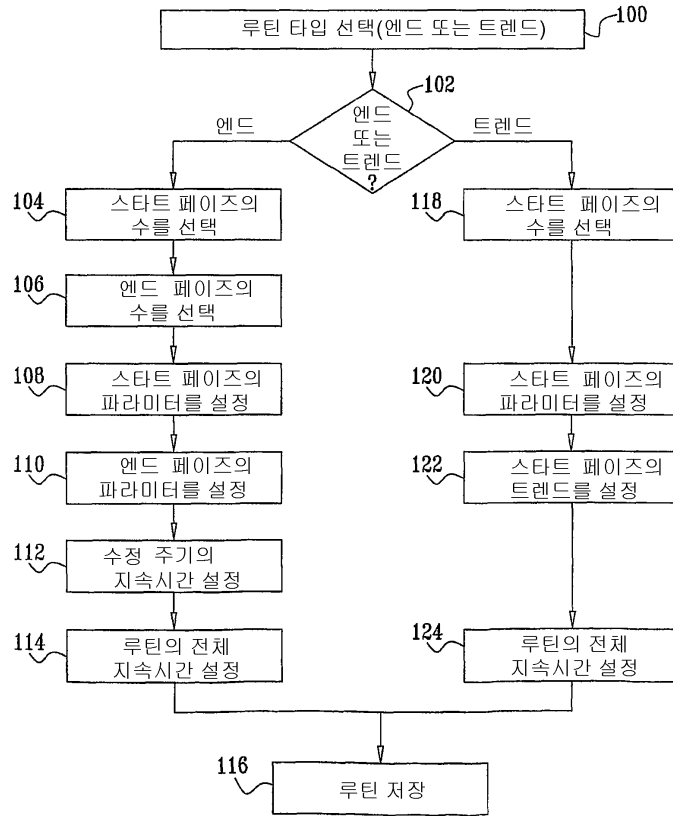 루틴 타입 선택(엔드 또는 트렌드)
100
102
엔드
또는
트렌드
?
엔드
트렌드
104
스타트 페이즈의
수를 선택
106
엔드 페이즈의
수를 선택
108
스타트 페이즈의
파라미터를 설정
110
엔드 페이즈의
파라미터를 설정
112
수정 주기의
지속시간 설정
114
루틴의 전체
지속시간 설정
118
스타트 페이즈의
수를 선택
120
스타트 페이즈의
파라미터를 설정
122
스타트 페이즈의
트렌드를 설정
124
루틴의 전체
지속시간 설정
116
루틴 저장